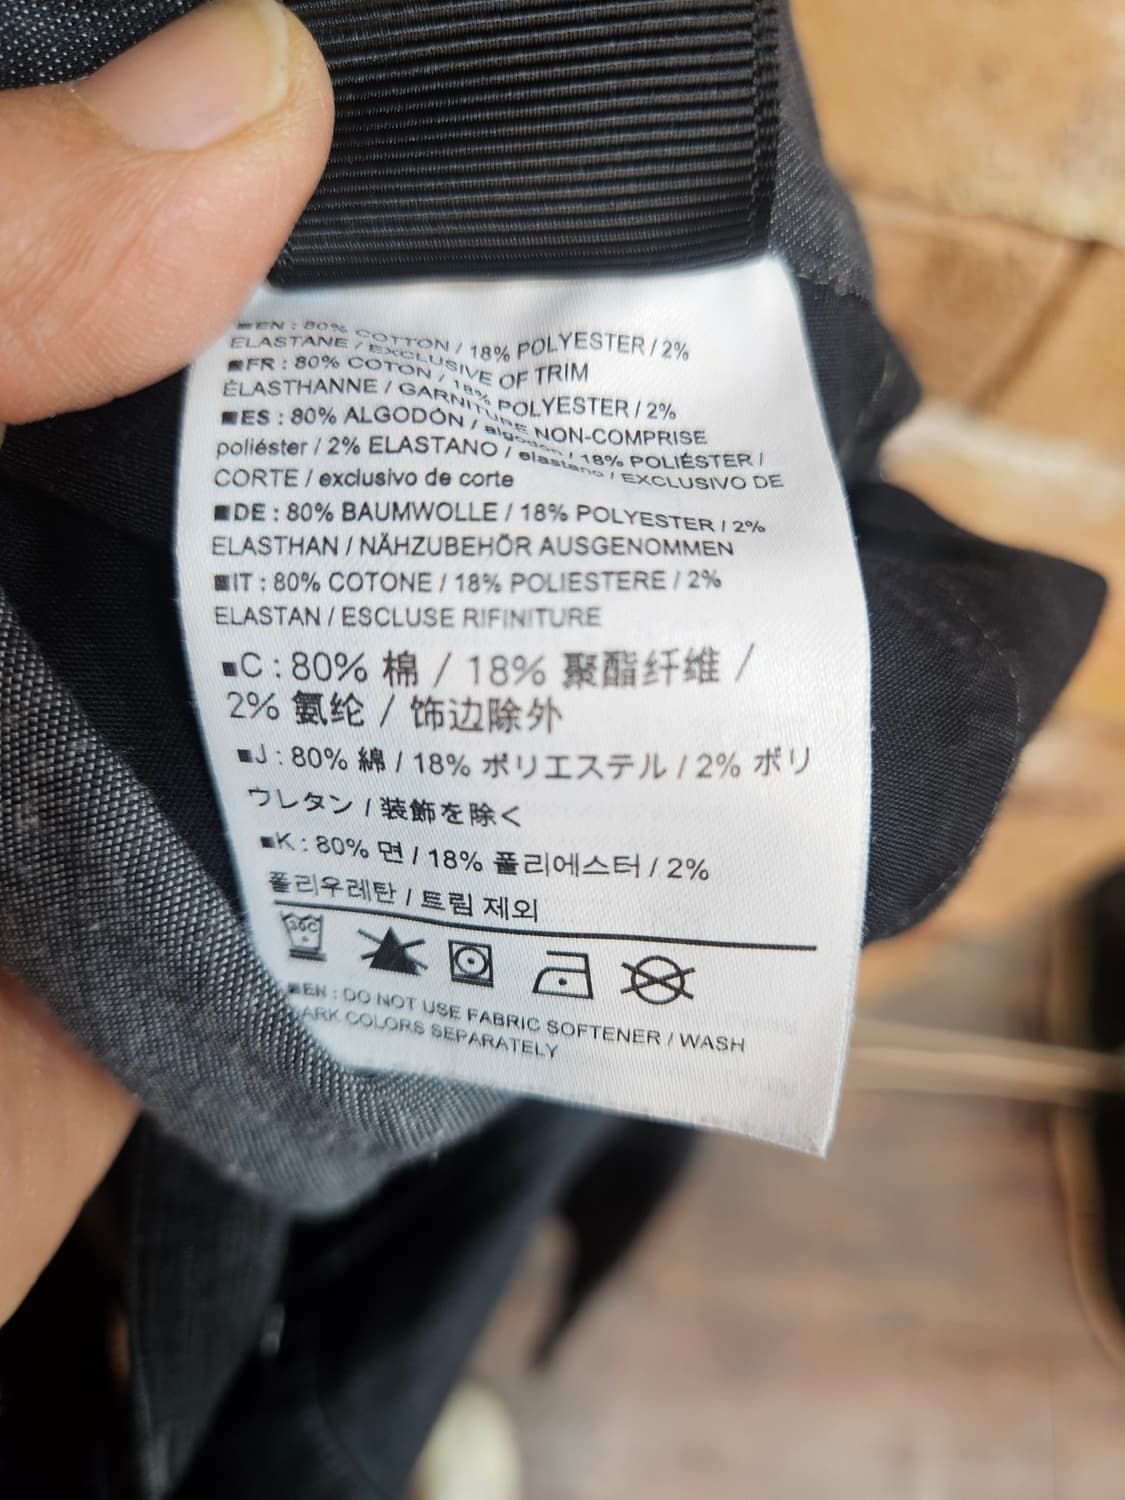 ■EN : 80% COTTON / 18% POLYESTER / 2%
ELASTANE / EXCLUSIVE OF TRIM
■FR : 80% COTON / 18% POLYESTER / 2%
ÉLASTHANNE / GARNITURE NON-COMPRISE
■ES : 80% ALGODÓN / algodon / 18% POLIÉSTER /
poliéster / 2% ELASTANO / elastano / EXCLUSIVO DE
CORTE / exclusivo de corte
■DE : 80% BAUMWOLLE / 18% POLYESTER / 2%
ELASTHAN / NÄHZUBEHÖR AUSGENOMMEN
■IT : 80% COTONE / 18% POLIESTERE / 2%
ELASTAN / ESCLUSE RIFINITURE
■C : 80% 棉 / 18% 聚酯纤维 /
2% 氨纶 / 饰边除外
■J : 80% 綿 / 18% ポリエステル / 2% ポリ
ウレタン / 装飾を除く
■K : 80% 면 / 18% 폴리에스터 / 2%
폴리우레탄 / 트림 제외
30C
■EN : DO NOT USE FABRIC SOFTENER / WASH
DARK COLORS SEPARATELY